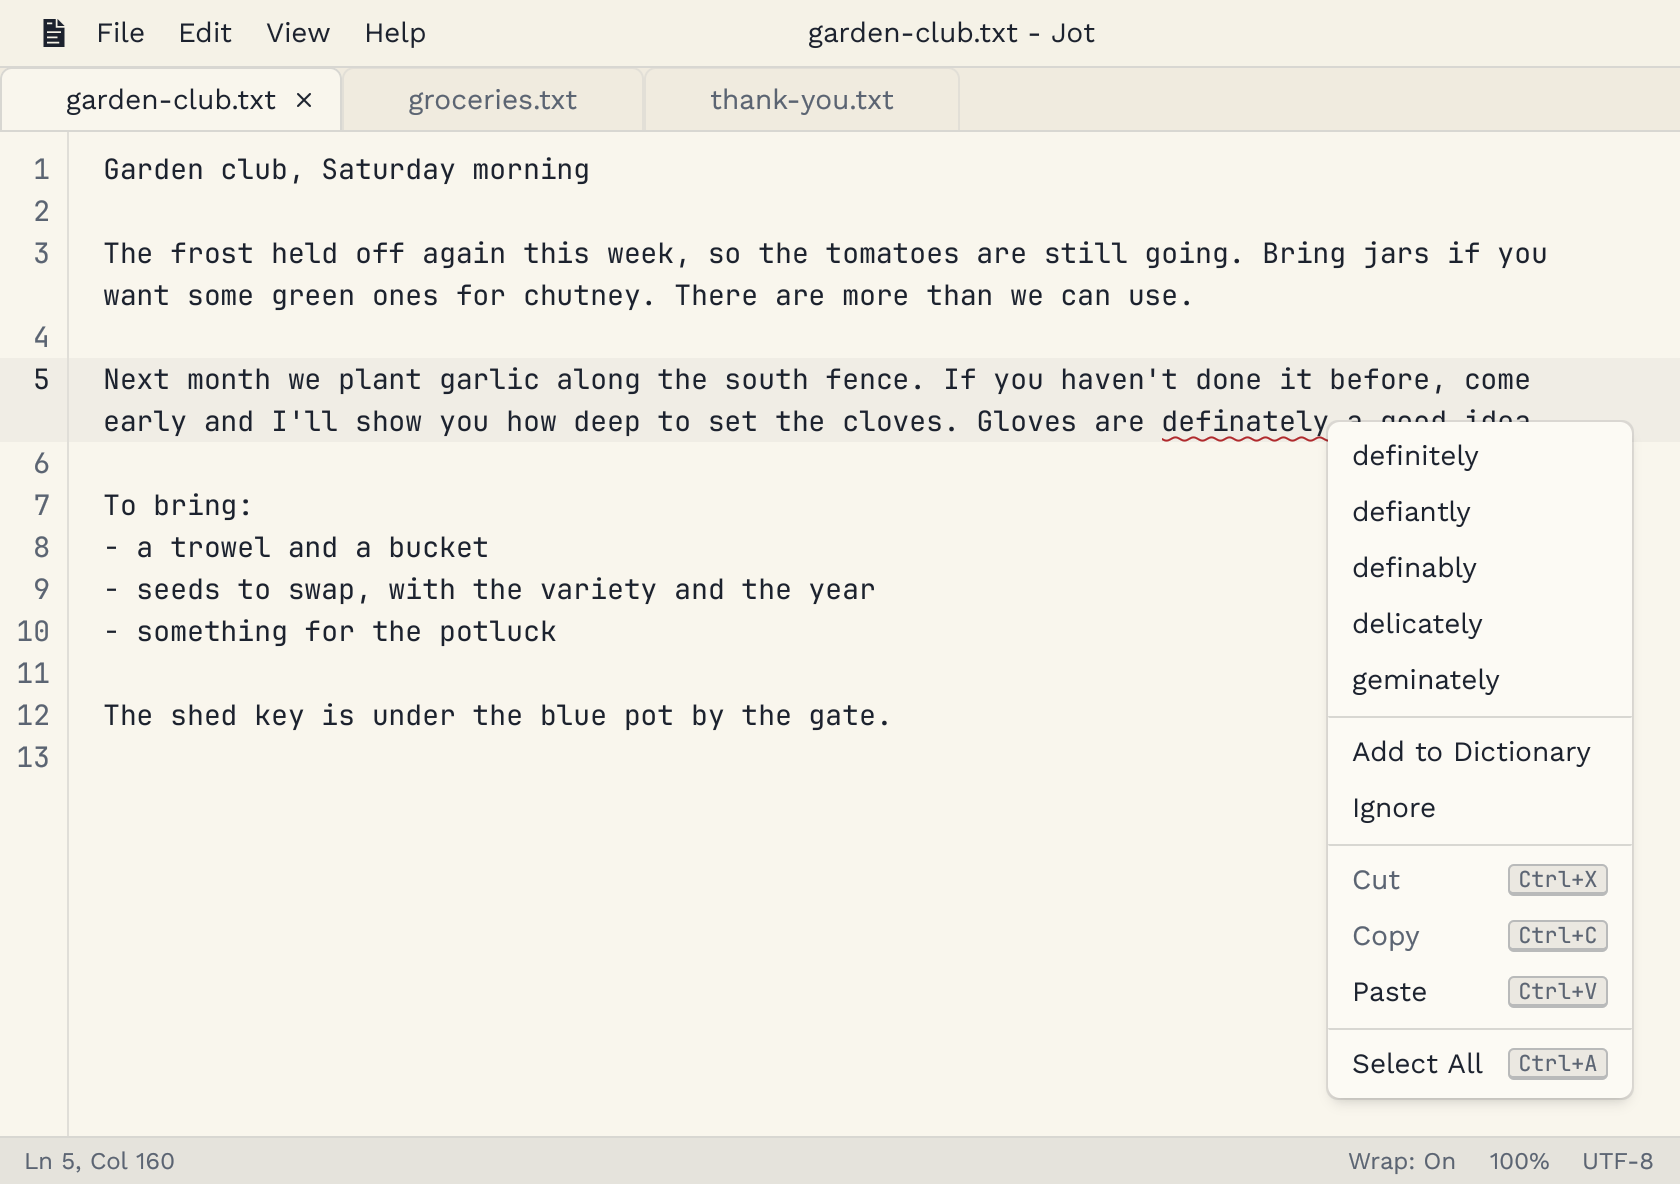 File Edit View Help garden-club.txt - Jot
garden-club.txt × groceries.txt thank-you.txt
1 Garden club, Saturday morning
2
3 The frost held off again this week, so the tomatoes are still going. Bring jars if you
want some green ones for chutney. There are more than we can use.
4
5 Next month we plant garlic along the south fence. If you haven't done it before, come
early and I'll show you how deep to set the cloves. Gloves are definately a good idea
6
7 To bring:
8 - a trowel and a bucket
9 - seeds to swap, with the variety and the year
10 - something for the potluck
11
12 The shed key is under the blue pot by the gate.
13
definitely
defiantly
definably
delicately
geminately
Add to Dictionary
Ignore
Cut Ctrl+X
Copy Ctrl+C
Paste Ctrl+V
Select All Ctrl+A
Ln 5, Col 160 Wrap: On 100% UTF-8